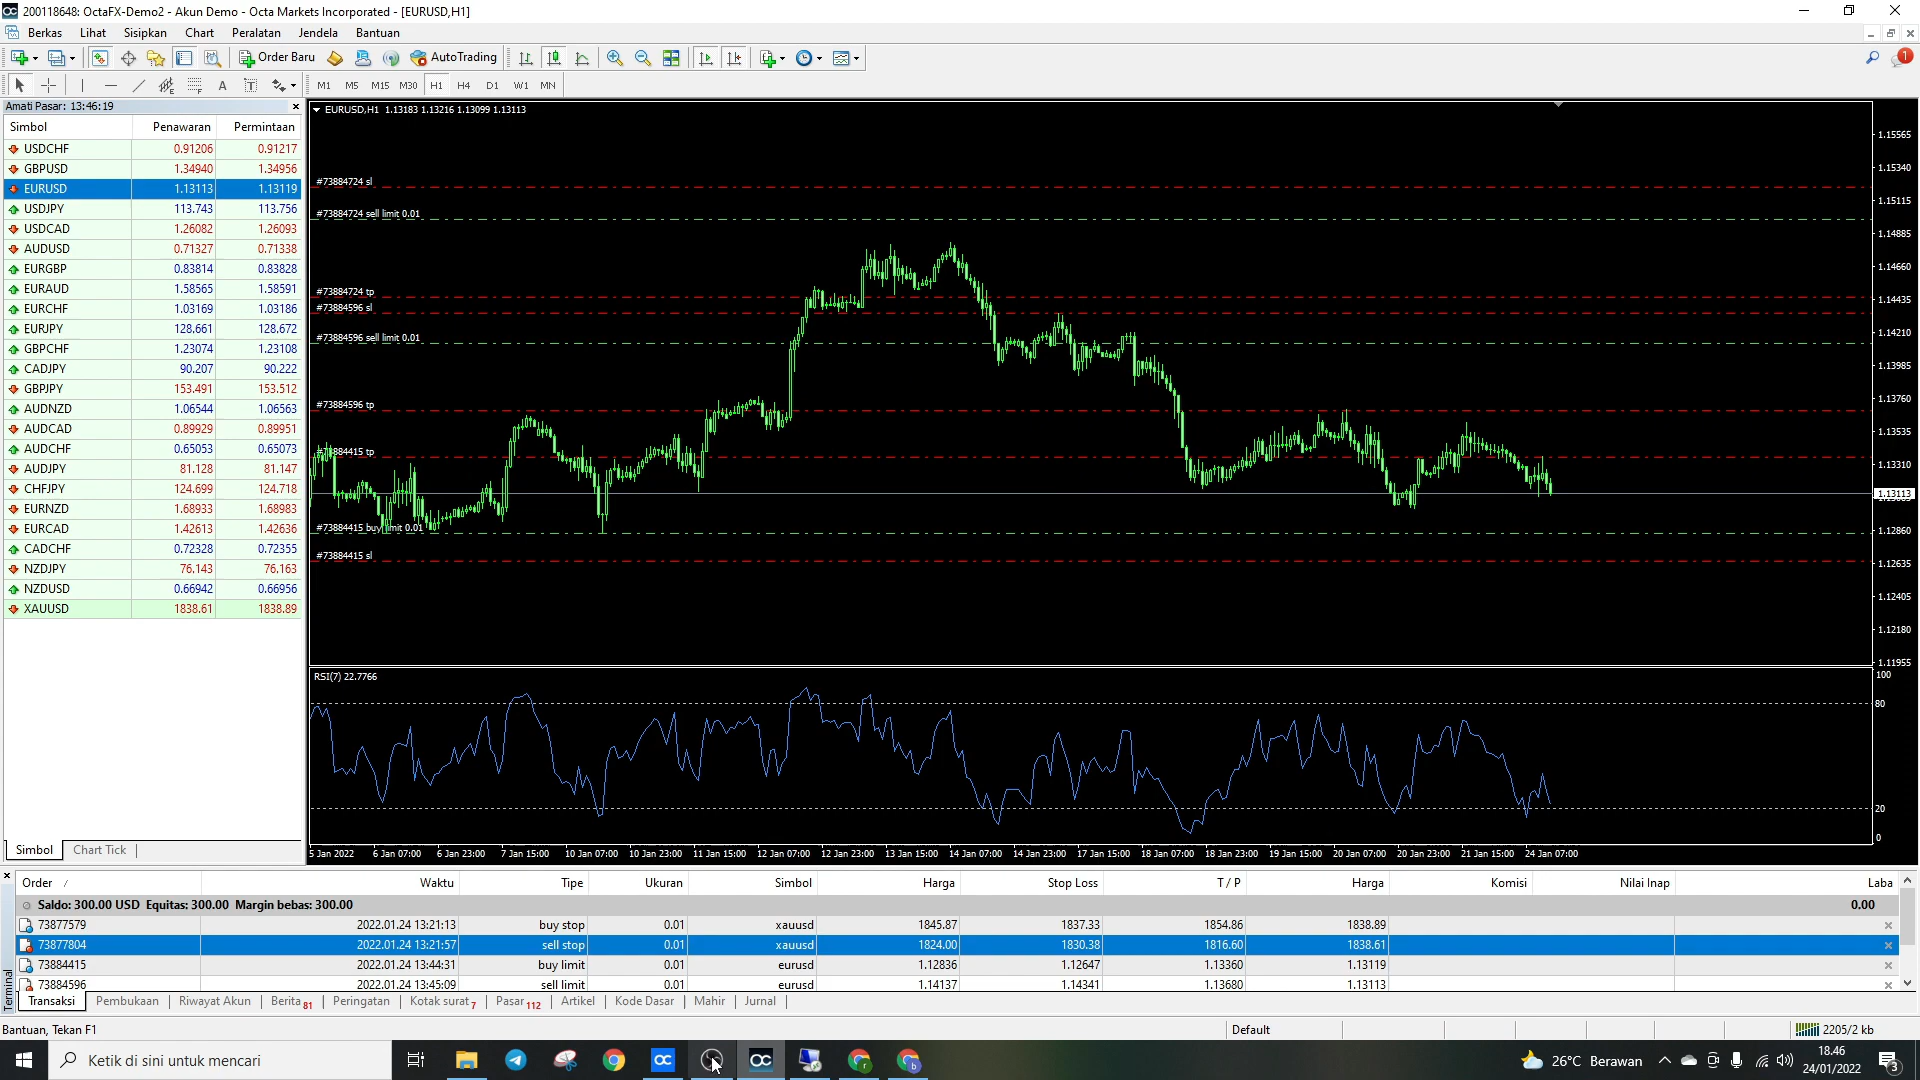 200118648: OctaFX-Demo2 - Akun Demo - Octa Markets Incorporated - [EURUSD,H1]
Berkas Lihat Sisipkan Chart Peralatan Jendela Bantuan
Order Baru AutoTrading 1
A T M1 M5 M15 M30 H1 H4 D1 W1 MN
Amati Pasar: 13:46:19
Simbol Penawaran Permintaan
USDCHF 0.91206 0.91217
GBPUSD 1.34940 1.34956
EURUSD 1.13113 1.13119
USDJPY 113.743 113.756
USDCAD 1.26082 1.26093
AUDUSD 0.71327 0.71338
EURGBP 0.83814 0.83828
EURAUD 1.58565 1.58591
EURCHF 1.03169 1.03186
EURJPY 128.661 128.672
GBPCHF 1.23074 1.23108
CADJPY 90.207 90.222
GBPJPY 153.491 153.512
AUDNZD 1.06544 1.06563
AUDCAD 0.89929 0.89951
AUDCHF 0.65053 0.65073
AUDJPY 81.128 81.147
CHFJPY 124.699 124.718
EURNZD 1.68933 1.68983
EURCAD 1.42613 1.42636
CADCHF 0.72328 0.72355
NZDJPY 76.143 76.163
NZDUSD 0.66942 0.66956
XAUUSD 1838.61 1838.89
Simbol Chart Tick
EURUSD,H1 1.13183 1.13216 1.13099 1.13113
#73884724 sl
#73884724 sell limit 0.01
#73884724 tp
#73884596 sl
#73884596 sell limit 0.01
#73884596 tp
#73884415 tp
#73884415 buy limit 0.01
#73884415 sl
1.15565
1.15340
1.15115
1.14885
1.14660
1.14435
1.14210
1.13985
1.13760
1.13535
1.13310
1.13113
1.12860
1.12635
1.12405
1.12180
1.11955
RSI(7) 22.7766
100
80
20
0
5 Jan 2022 6 Jan 07:00 6 Jan 23:00 7 Jan 15:00 10 Jan 07:00 10 Jan 23:00 11 Jan 15:00 12 Jan 07:00 12 Jan 23:00 13 Jan 15:00 14 Jan 07:00 14 Jan 23:00 17 Jan 15:00 18 Jan 07:00 18 Jan 23:00 19 Jan 15:00 20 Jan 07:00 20 Jan 23:00 21 Jan 15:00 24 Jan 07:00
Order / Waktu Tipe Ukuran Simbol Harga Stop Loss T / P Harga Komisi Nilai Inap Laba
Saldo: 300.00 USD Equitas: 300.00 Margin bebas: 300.00 0.00
73877579 2022.01.24 13:21:13 buy stop 0.01 xauusd 1845.87 1837.33 1854.86 1838.89
73877804 2022.01.24 13:21:57 sell stop 0.01 xauusd 1824.00 1830.38 1816.60 1838.61
73884415 2022.01.24 13:44:31 buy limit 0.01 eurusd 1.12836 1.12647 1.13360 1.13119
73884596 2022.01.24 13:45:09 sell limit 0.01 eurusd 1.14137 1.14341 1.13680 1.13113
Terminal
Transaksi Pembukaan Riwayat Akun Berita 81 Peringatan Kotak surat 7 Pasar 112 Artikel Kode Dasar Mahir Jurnal
Bantuan, Tekan F1 Default 2205/2 kb
Ketik di sini untuk mencari 26°C Berawan 18.46
24/01/2022
3